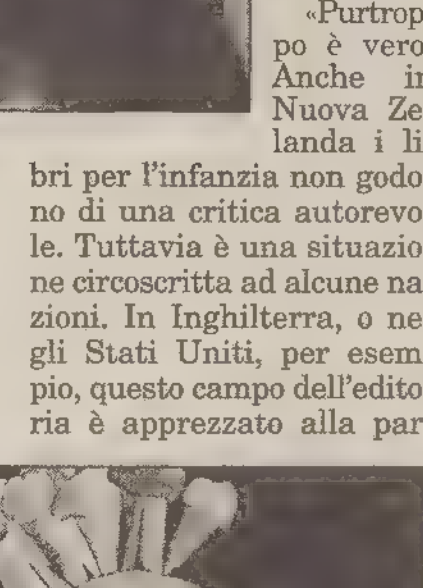 «Purtrop
po è vero
Anche in
Nuova Ze
landa i li
bri per l'infanzia non godo
no di una critica autorevo
le. Tuttavia è una situazio
ne circoscritta ad alcune na
zioni. In Inghilterra, o ne
gli Stati Uniti, per esem
pio, questo campo dell'edito
ria è apprezzato alla par